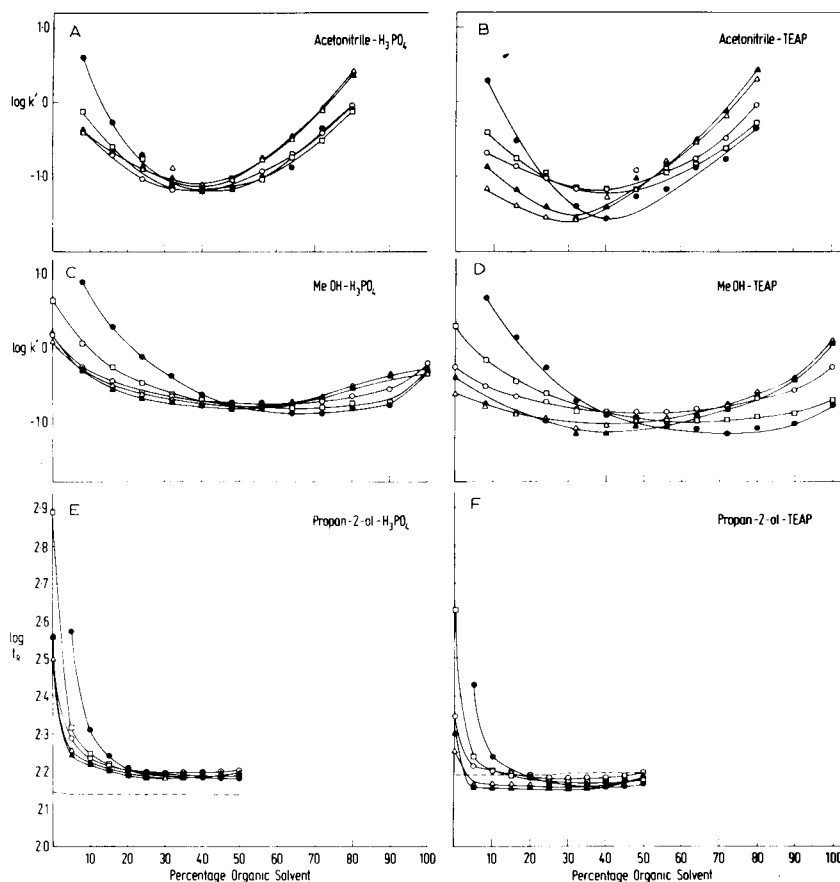 A
Acetonitrile-H₃PO₄
1·0
log k' 0
-1·0
B
Acetonitrile-TEAP
C
MeOH-H₃PO₄
1·0
log k' 0
-1·0
D
MeOH-TEAP
E
Propan-2-ol-H₃PO₄
2·9
2·8
2·7
2·6
log tR
2·5
2·4
2·3
2·2
2·1
2·0
10 20 30 40 50 60 70 80 90 100
Percentage Organic Solvent
F
Propan-2-ol-TEAP
10 20 30 40 50 60 70 80 90 100
Percentage Organic Solvent